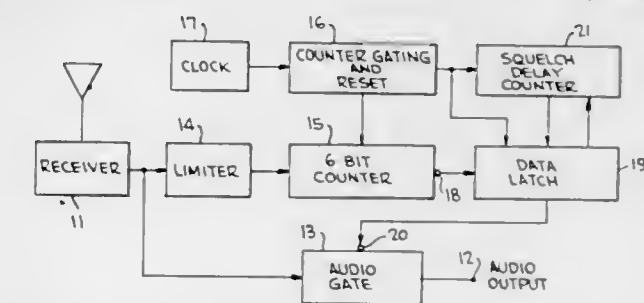 17
CLOCK
16
COUNTER GATING
AND
RESET
21
SQUELCH
DELAY
COUNTER
RECEIVER
11
14
LIMITER
15
6 BIT
COUNTER
18
DATA
LATCH
19
13
20
AUDIO
GATE
12
AUDIO
OUTPUT